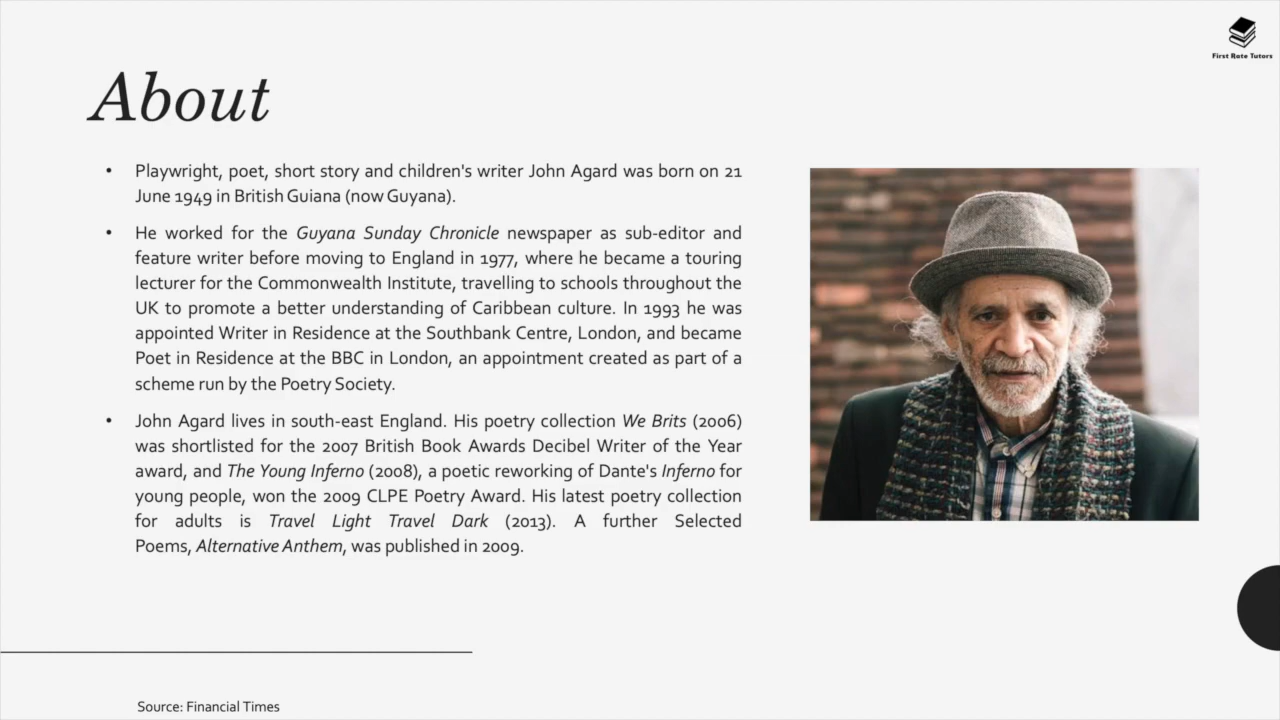 First Rate Tutors
About
• Playwright, poet, short story and children's writer John Agard was born on 21
June 1949 in British Guiana (now Guyana).
• He worked for the Guyana Sunday Chronicle newspaper as sub-editor and
feature writer before moving to England in 1977, where he became a touring
lecturer for the Commonwealth Institute, travelling to schools throughout the
UK to promote a better understanding of Caribbean culture. In 1993 he was
appointed Writer in Residence at the Southbank Centre, London, and became
Poet in Residence at the BBC in London, an appointment created as part of a
scheme run by the Poetry Society.
• John Agard lives in south-east England. His poetry collection We Brits (2006)
was shortlisted for the 2007 British Book Awards Decibel Writer of the Year
award, and The Young Inferno (2008), a poetic reworking of Dante's Inferno for
young people, won the 2009 CLPE Poetry Award. His latest poetry collection
for adults is Travel Light Travel Dark (2013). A further Selected
Poems, Alternative Anthem, was published in 2009.
Source: Financial Times